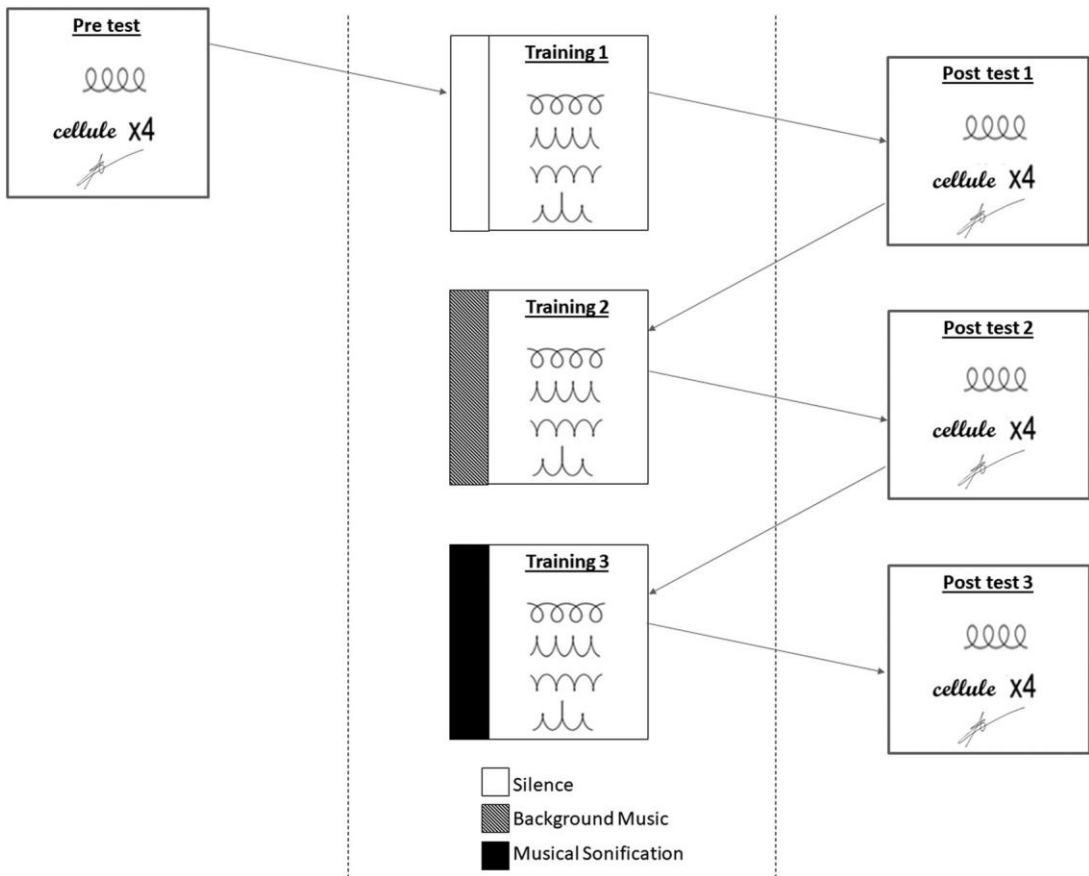 Pre test
cellule x4
Training 1
Post test 1
cellule x4
Training 2
Post test 2
cellule x4
Training 3
Post test 3
cellule x4
Silence
Background Music
Musical Sonification